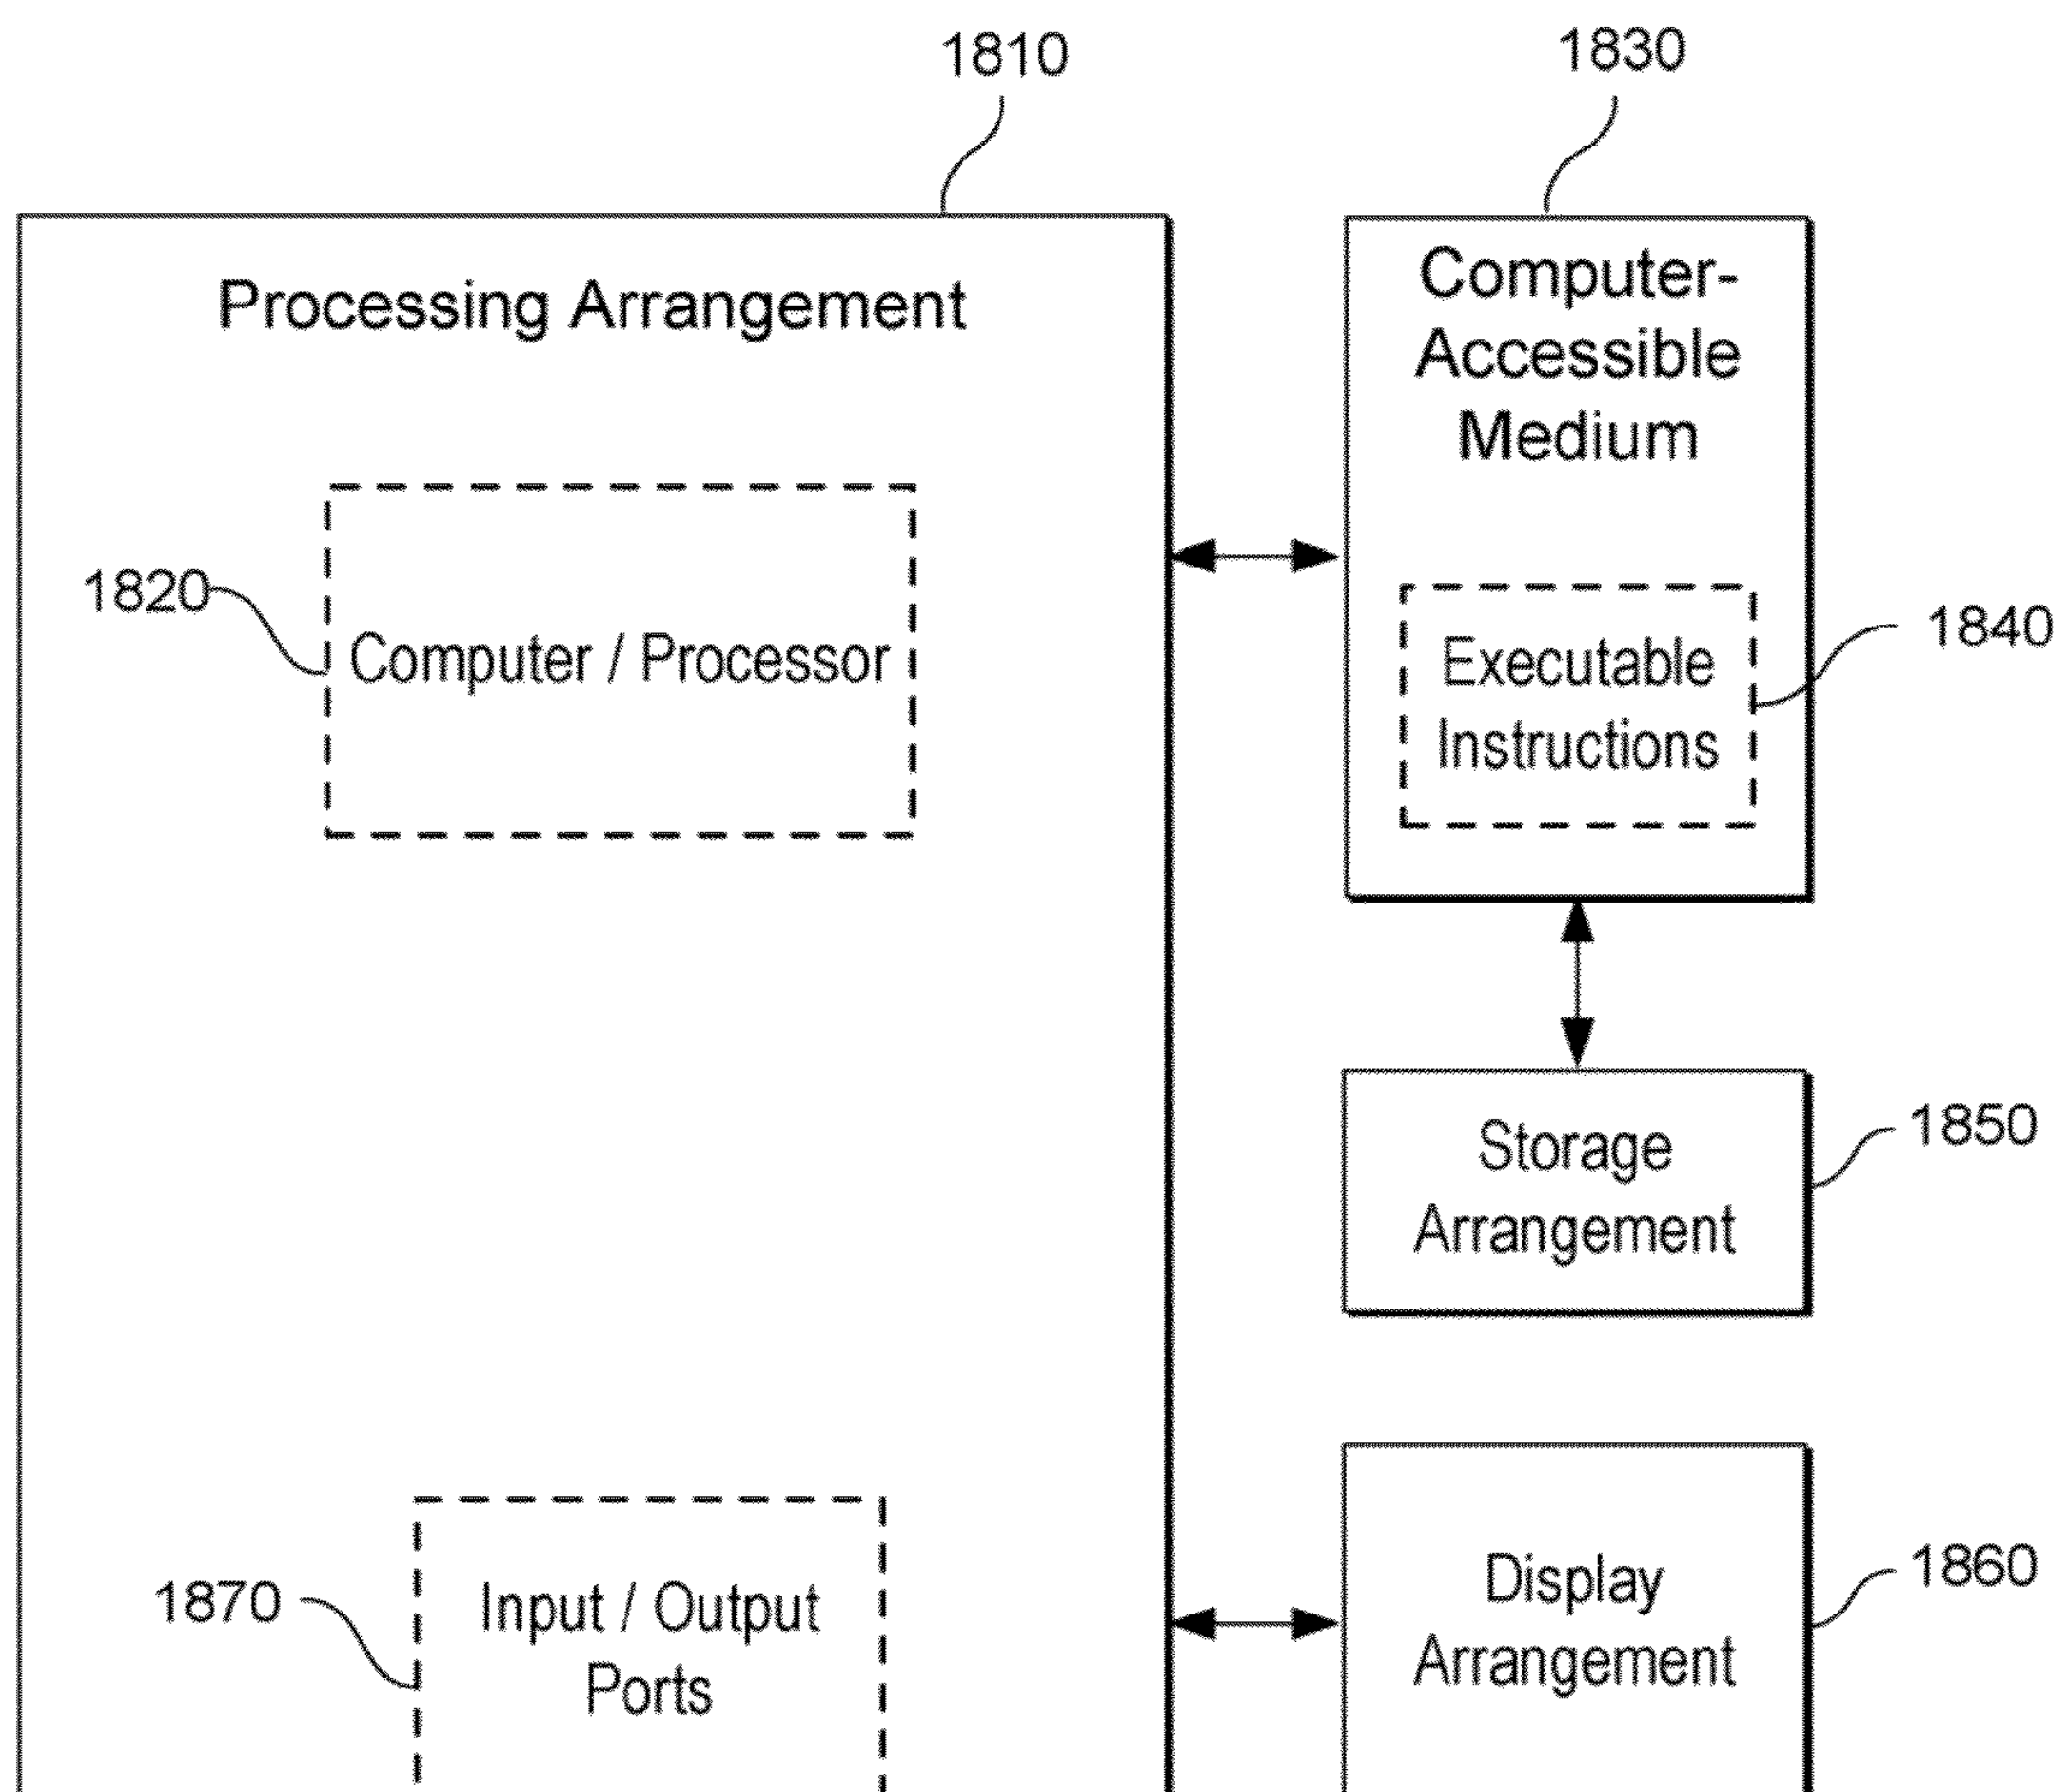 1810
1830
Processing Arrangement
Computer-
Accessible
Medium
1820
Computer / Processor
Executable
Instructions
1840
Storage
Arrangement
1850
1870
Input / Output
Ports
Display
Arrangement
1860